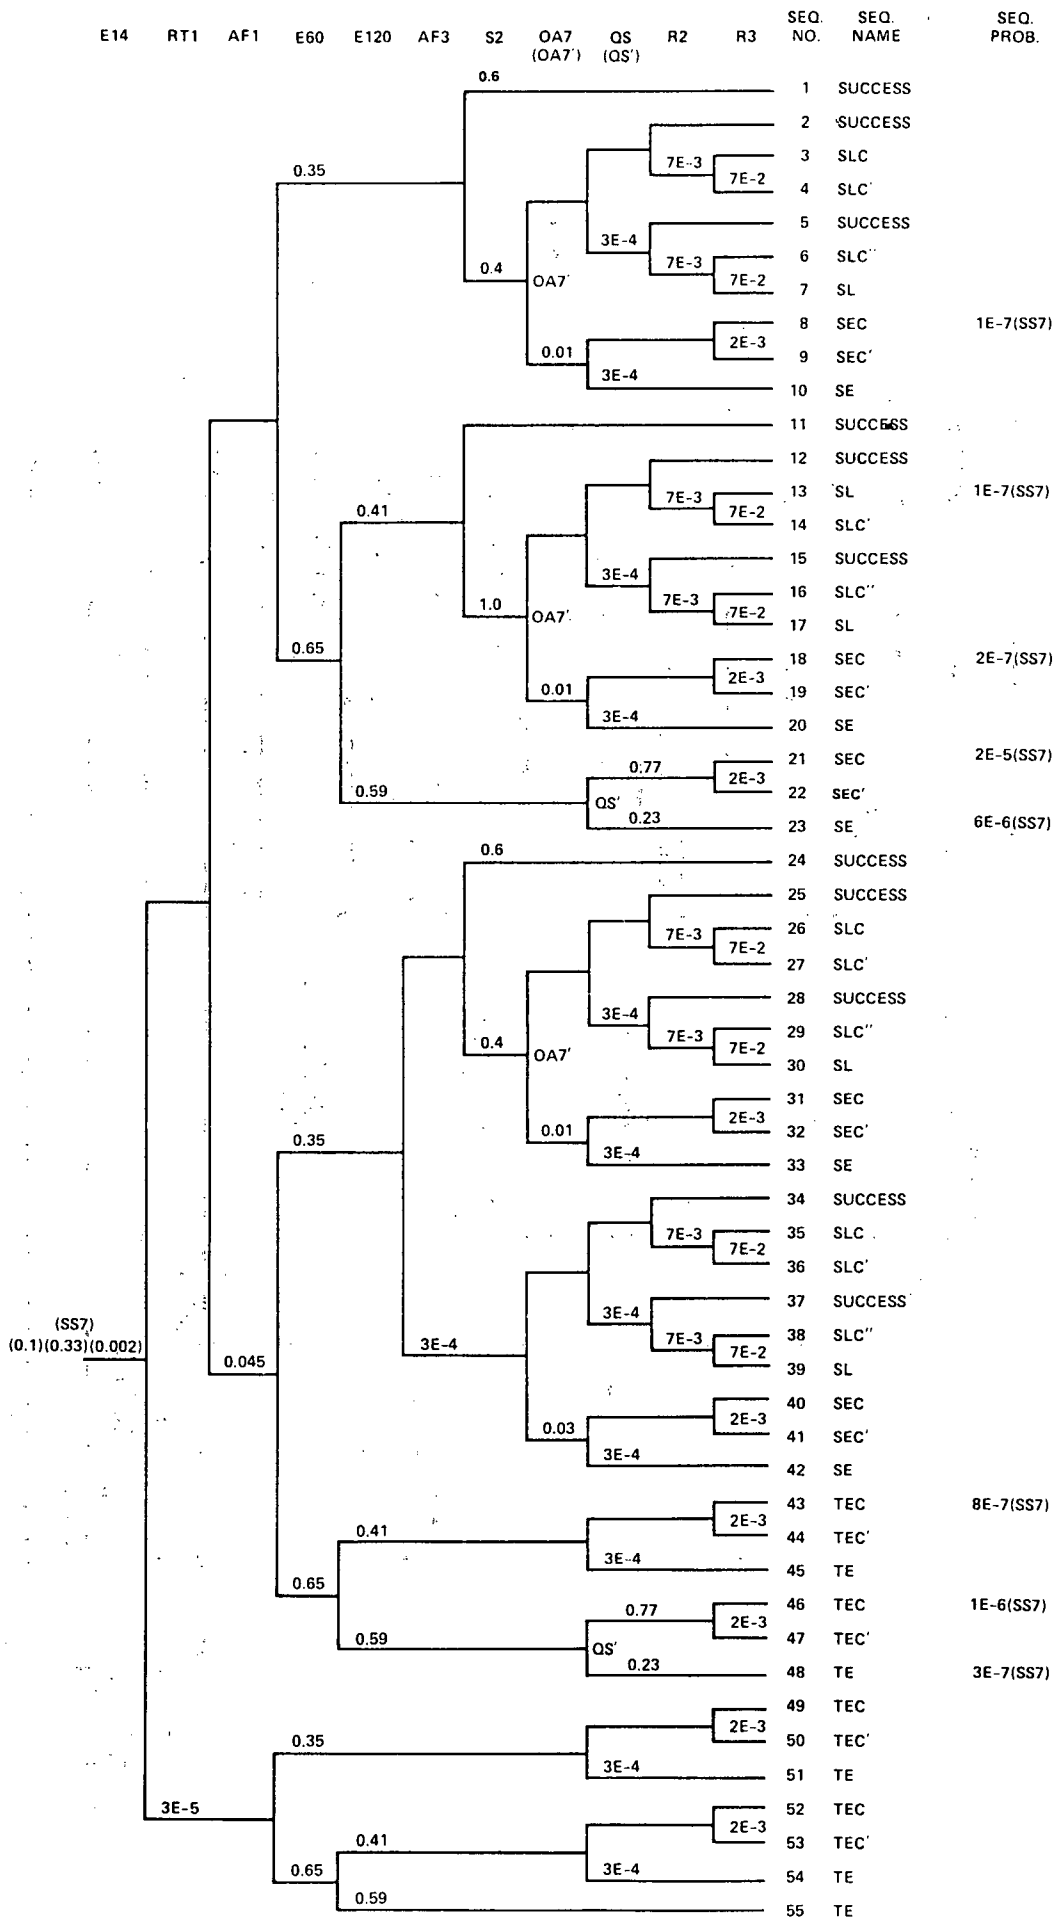 E14 RT1 AF1 E60 E120 AF3 S2 OA7 (OA7') QS (QS') R2 R3 SEQ. NO. SEQ. NAME SEQ. PROB.
0.6
1 SUCCESS
2 SUCCESS
7E-3
3 SLC
0.35
7E-2
4 SLC'
5 SUCCESS
3E-4
6 SLC''
7E-3
0.4
OA7'
7E-2
7 SL
8 SEC 1E-7(SS7)
2E-3
0.01
9 SEC'
3E-4
10 SE
11 SUCCESS
12 SUCCESS
13 SL 1E-7(SS7)
7E-3
0.41
7E-2
14 SLC'
15 SUCCESS
3E-4
16 SLC''
7E-3
1.0
OA7'
7E-2
17 SL
0.65
18 SEC 2E-7(SS7)
2E-3
0.01
19 SEC'
3E-4
20 SE
21 SEC 2E-5(SS7)
0.77
2E-3
0.59
22 SEC'
QS'
0.23
23 SE 6E-6(SS7)
0.6
24 SUCCESS
25 SUCCESS
26 SLC
7E-3
7E-2
27 SLC'
28 SUCCESS
3E-4
29 SLC''
7E-3
0.4
OA7'
7E-2
30 SL
31 SEC
2E-3
0.01
32 SEC'
0.35
3E-4
33 SE
34 SUCCESS
35 SLC
7E-3
7E-2
36 SLC'
37 SUCCESS
3E-4
(SS7)
38 SLC''
7E-3
(0.1)(0.33)(0.002)
3E-4
7E-2
0.045
39 SL
40 SEC
2E-3
0.03
41 SEC'
3E-4
42 SE
43 TEC 8E-7(SS7)
2E-3
0.41
44 TEC'
3E-4
45 TE
0.65
46 TEC 1E-6(SS7)
0.77
2E-3
0.59
47 TEC'
QS'
0.23
48 TE 3E-7(SS7)
49 TEC
2E-3
0.35
50 TEC'
3E-4
51 TE
3E-5
52 TEC
2E-3
0.41
53 TEC'
0.65
3E-4
54 TE
0.59
55 TE